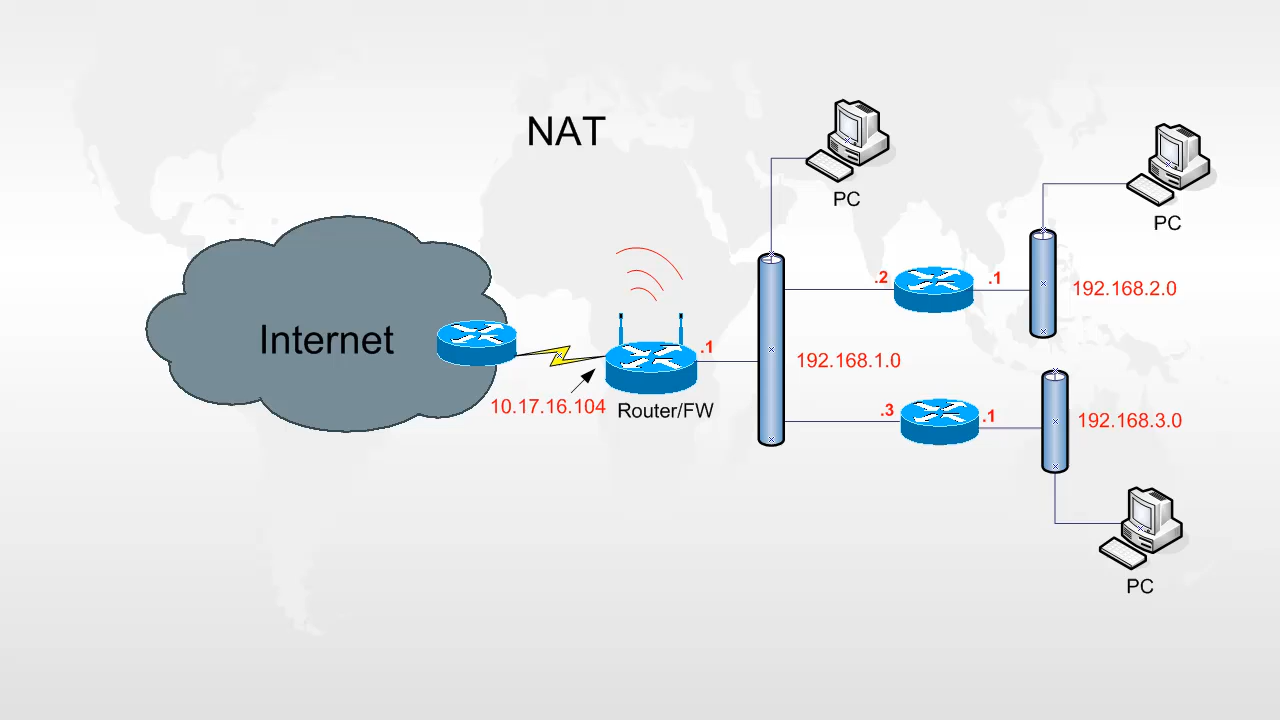 NAT
PC
PC
Internet
.2
.1
192.168.2.0
.1
192.168.1.0
10.17.16.104
Router/FW
.3
.1
192.168.3.0
PC